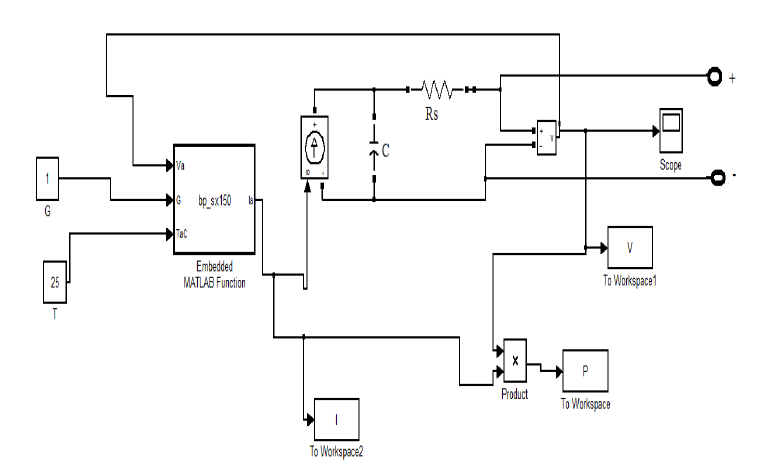 +
Rs
+
C
+
-
v
Scope
-
Va
1
G
bp_sx150
Ia
G
TaC
25
T
Embedded
MATLAB Function
V
To Workspace1
x
Product
P
To Workspace
I
To Workspace2